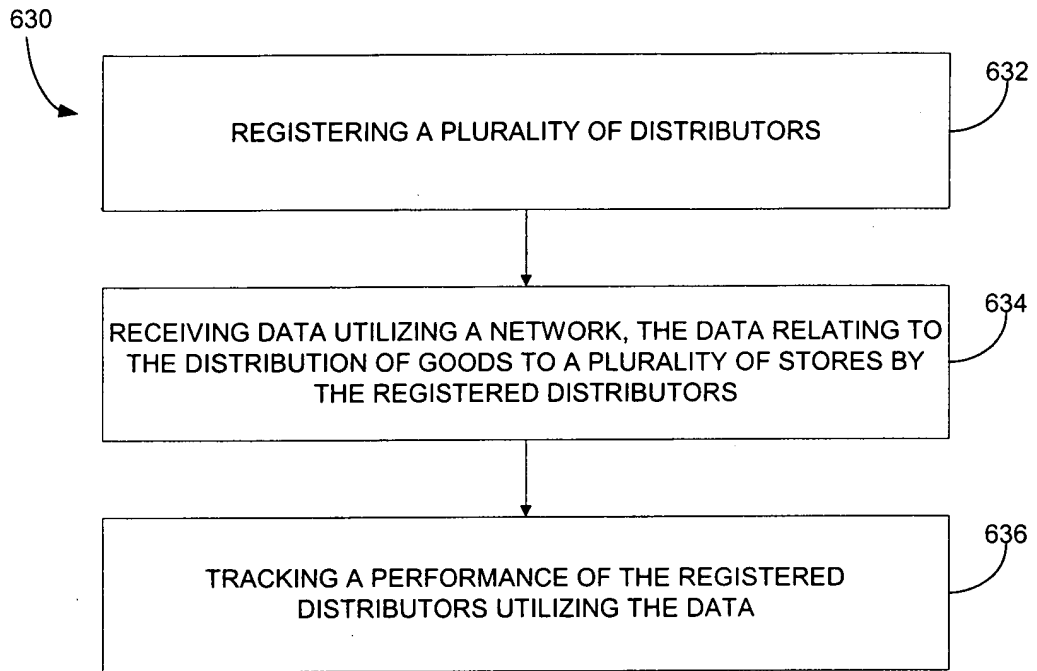 630
632
REGISTERING A PLURALITY OF DISTRIBUTORS
634
RECEIVING DATA UTILIZING A NETWORK, THE DATA RELATING TO
THE DISTRIBUTION OF GOODS TO A PLURALITY OF STORES BY
THE REGISTERED DISTRIBUTORS
636
TRACKING A PERFORMANCE OF THE REGISTERED
DISTRIBUTORS UTILIZING THE DATA